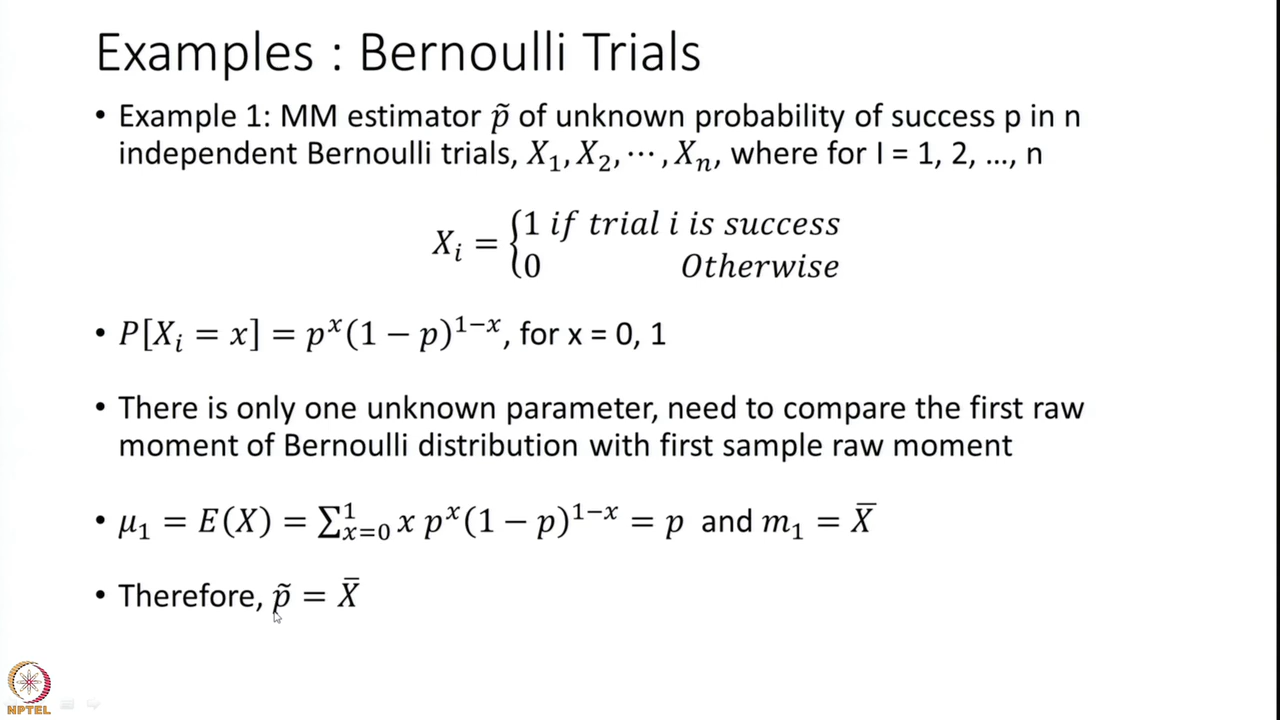 Examples : Bernoulli Trials
• Example 1: MM estimator p̃ of unknown probability of success p in n
independent Bernoulli trials, X₁, X₂, ⋯ , Xₙ, where for I = 1, 2, …, n
Xᵢ = {1 if trial i is success
0 Otherwise
• P[Xᵢ = x] = pˣ(1 − p)¹⁻ˣ, for x = 0, 1
• There is only one unknown parameter, need to compare the first raw
moment of Bernoulli distribution with first sample raw moment
• μ₁ = E(X) = ∑¹ₓ₌₀ x pˣ(1 − p)¹⁻ˣ = p and m₁ = X̅
• Therefore, p̃ = X̅
NPTEL